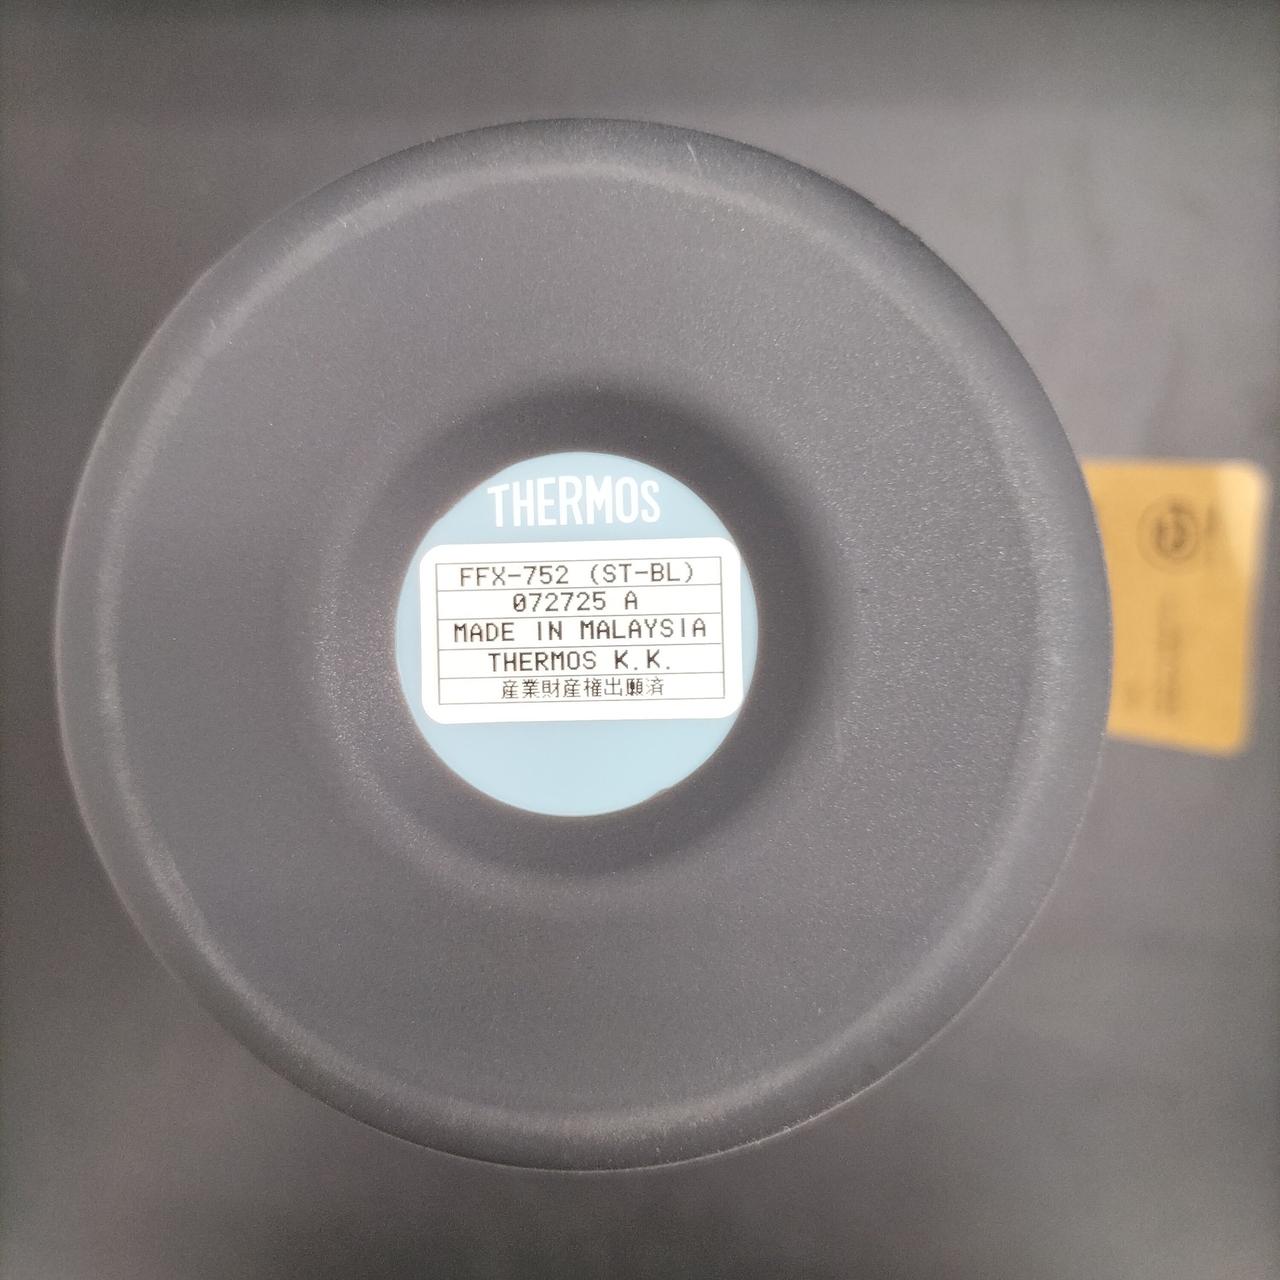 THERMOS
FFX-752 (ST-BL)
072725 A
MADE IN MALAYSIA
THERMOS K.K.
産業財産権出願済